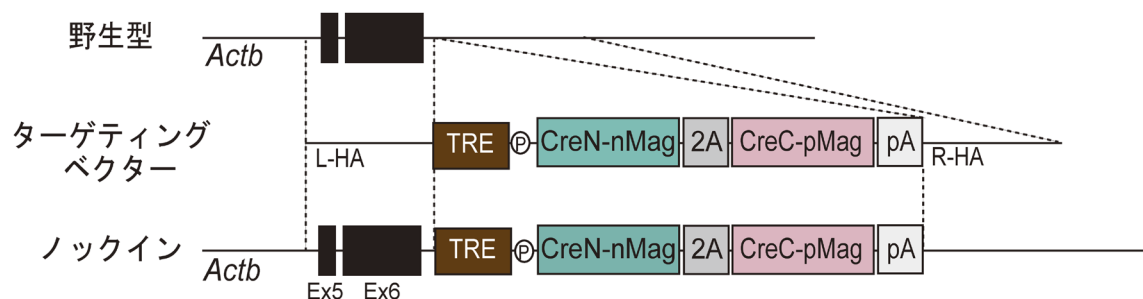 野生型
Actb
ターゲティング
ベクター
L-HA
TRE
P
CreN-nMag
2A
CreC-pMag
pA
R-HA
ノックイン
Actb
TRE
P
CreN-nMag
2A
CreC-pMag
pA
Ex5
Ex6